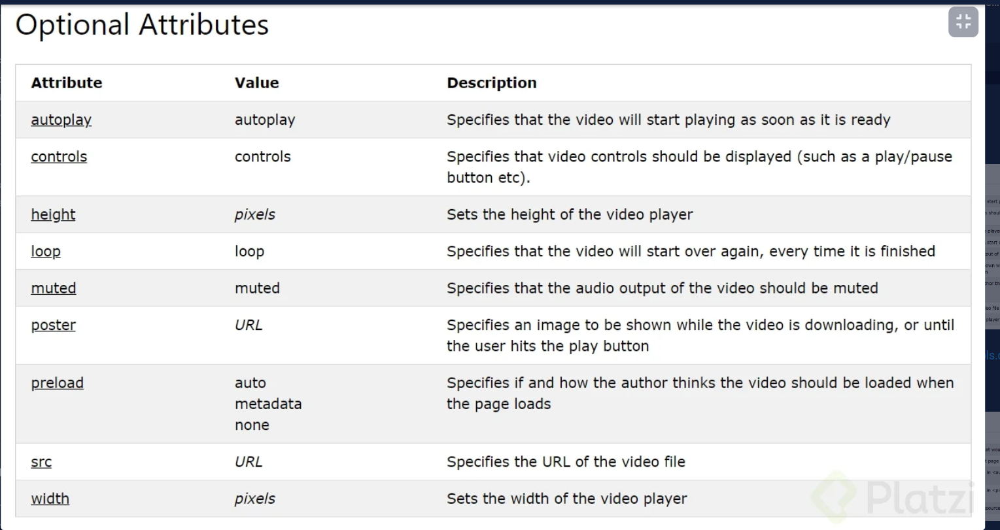 Optional Attributes
Attribute Value Description
autoplay autoplay Specifies that the video will start playing as soon as it is ready
controls controls Specifies that video controls should be displayed (such as a play/pause
button etc).
height pixels Sets the height of the video player
loop loop Specifies that the video will start over again, every time it is finished
muted muted Specifies that the audio output of the video should be muted
poster URL Specifies an image to be shown while the video is downloading, or until
the user hits the play button
preload auto Specifies if and how the author thinks the video should be loaded when
metadata the page loads
none
src URL Specifies the URL of the video file
width pixels Sets the width of the video player
Platzi